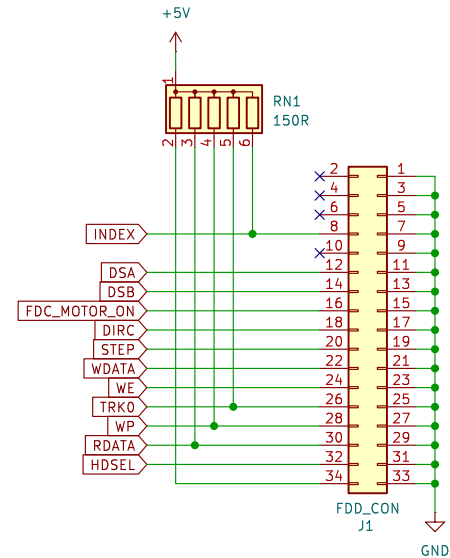 +5V
1
RN1
150R
2 3 4 5 6
2 1
4 3
6 5
INDEX 8 7
10 9
DSA 12 11
DSB 14 13
FDC_MOTOR_ON 16 15
DIRC 18 17
STEP 20 19
WDATA 22 21
WE 24 23
TRK0 26 25
WP 28 27
RDATA 30 29
HDSEL 32 31
34 33
FDD_CON
J1
GND